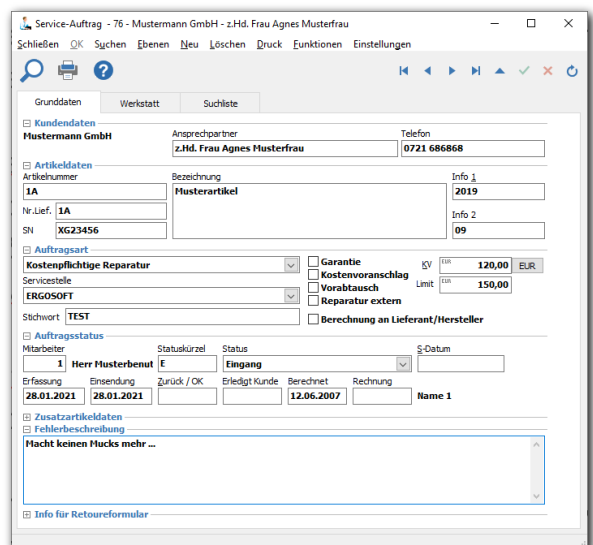 Service-Auftrag - 76 - Mustermann GmbH - z.Hd. Frau Agnes Musterfrau
Schließen OK Suchen Ebenen Neu Löschen Druck Funktionen Einstellungen
Grunddaten Werkstatt Suchliste
Kundendaten
Mustermann GmbH
Ansprechpartner Telefon
z.Hd. Frau Agnes Musterfrau 0721 686868
Artikeldaten
Artikelnummer Bezeichnung Info 1
1A Musterartikel 2019
Nr.Lief. 1A Info 2
SN XG23456 09
Auftragsart
Kostenpflichtige Reparatur
Servicestelle
ERGOSOFT
Stichwort TEST
Garantie
Kostenvoranschlag
Vorabtausch
Reparatur extern
Berechnung an Lieferant/Hersteller
KV EUR 120,00 EUR
Limit EUR 150,00
Auftragsstatus
Mitarbeiter Statuskürzel Status S-Datum
1 Herr Musterbenut E Eingang
Erfassung Einsendung Zurück / OK Erledigt Kunde Berechnet Rechnung
28.01.2021 28.01.2021 12.06.2007 Name 1
Zusatzartikeldaten
Fehlerbeschreibung
Macht keinen Mucks mehr ...
Info für Retoureformular